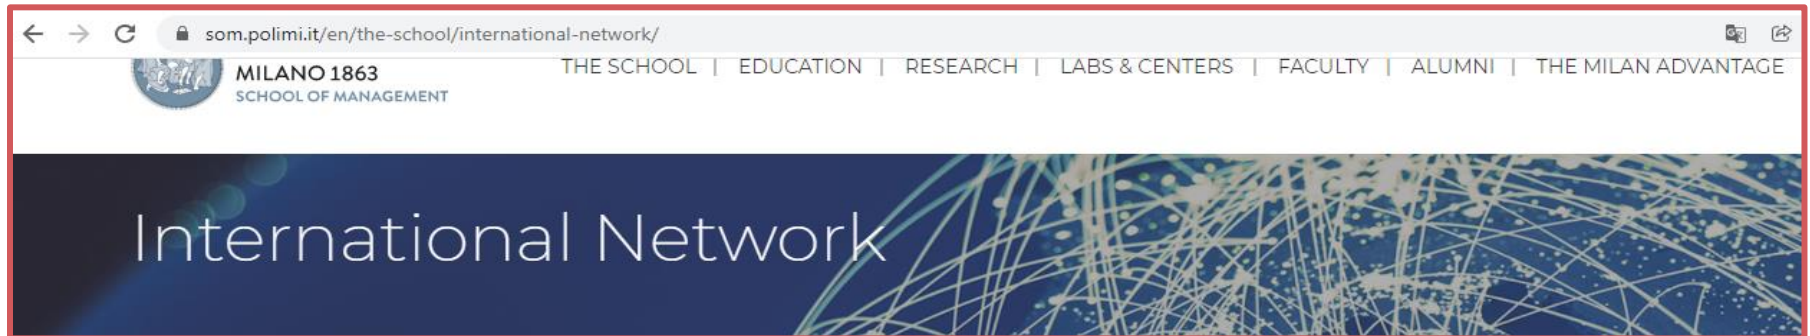 som.polimi.it/en/the-school/international-network/
MILANO 1863
SCHOOL OF MANAGEMENT
THE SCHOOL | EDUCATION | RESEARCH | LABS & CENTERS | FACULTY | ALUMNI | THE MILAN ADVANTAGE
International Network